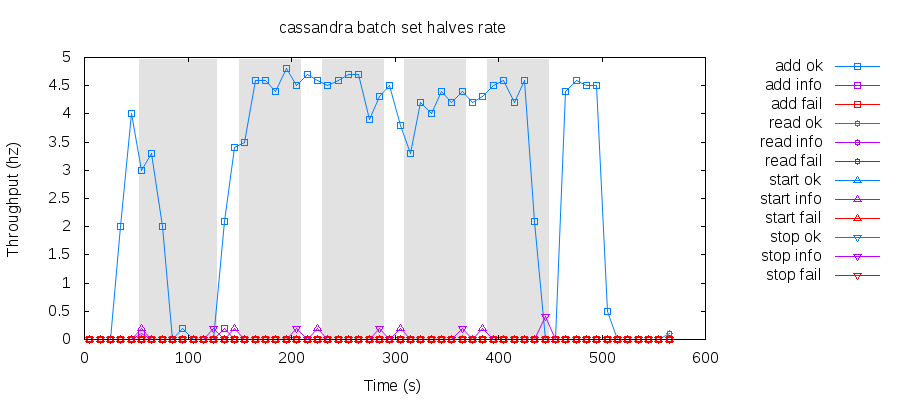 cassandra batch set halves rate
Throughput (hz)
5
4.5
4
3.5
3
2.5
2
1.5
1
0.5
0
0 100 200 300 400 500 600
Time (s)
add ok
add info
add fail
read ok
read info
read fail
start ok
start info
start fail
stop ok
stop info
stop fail